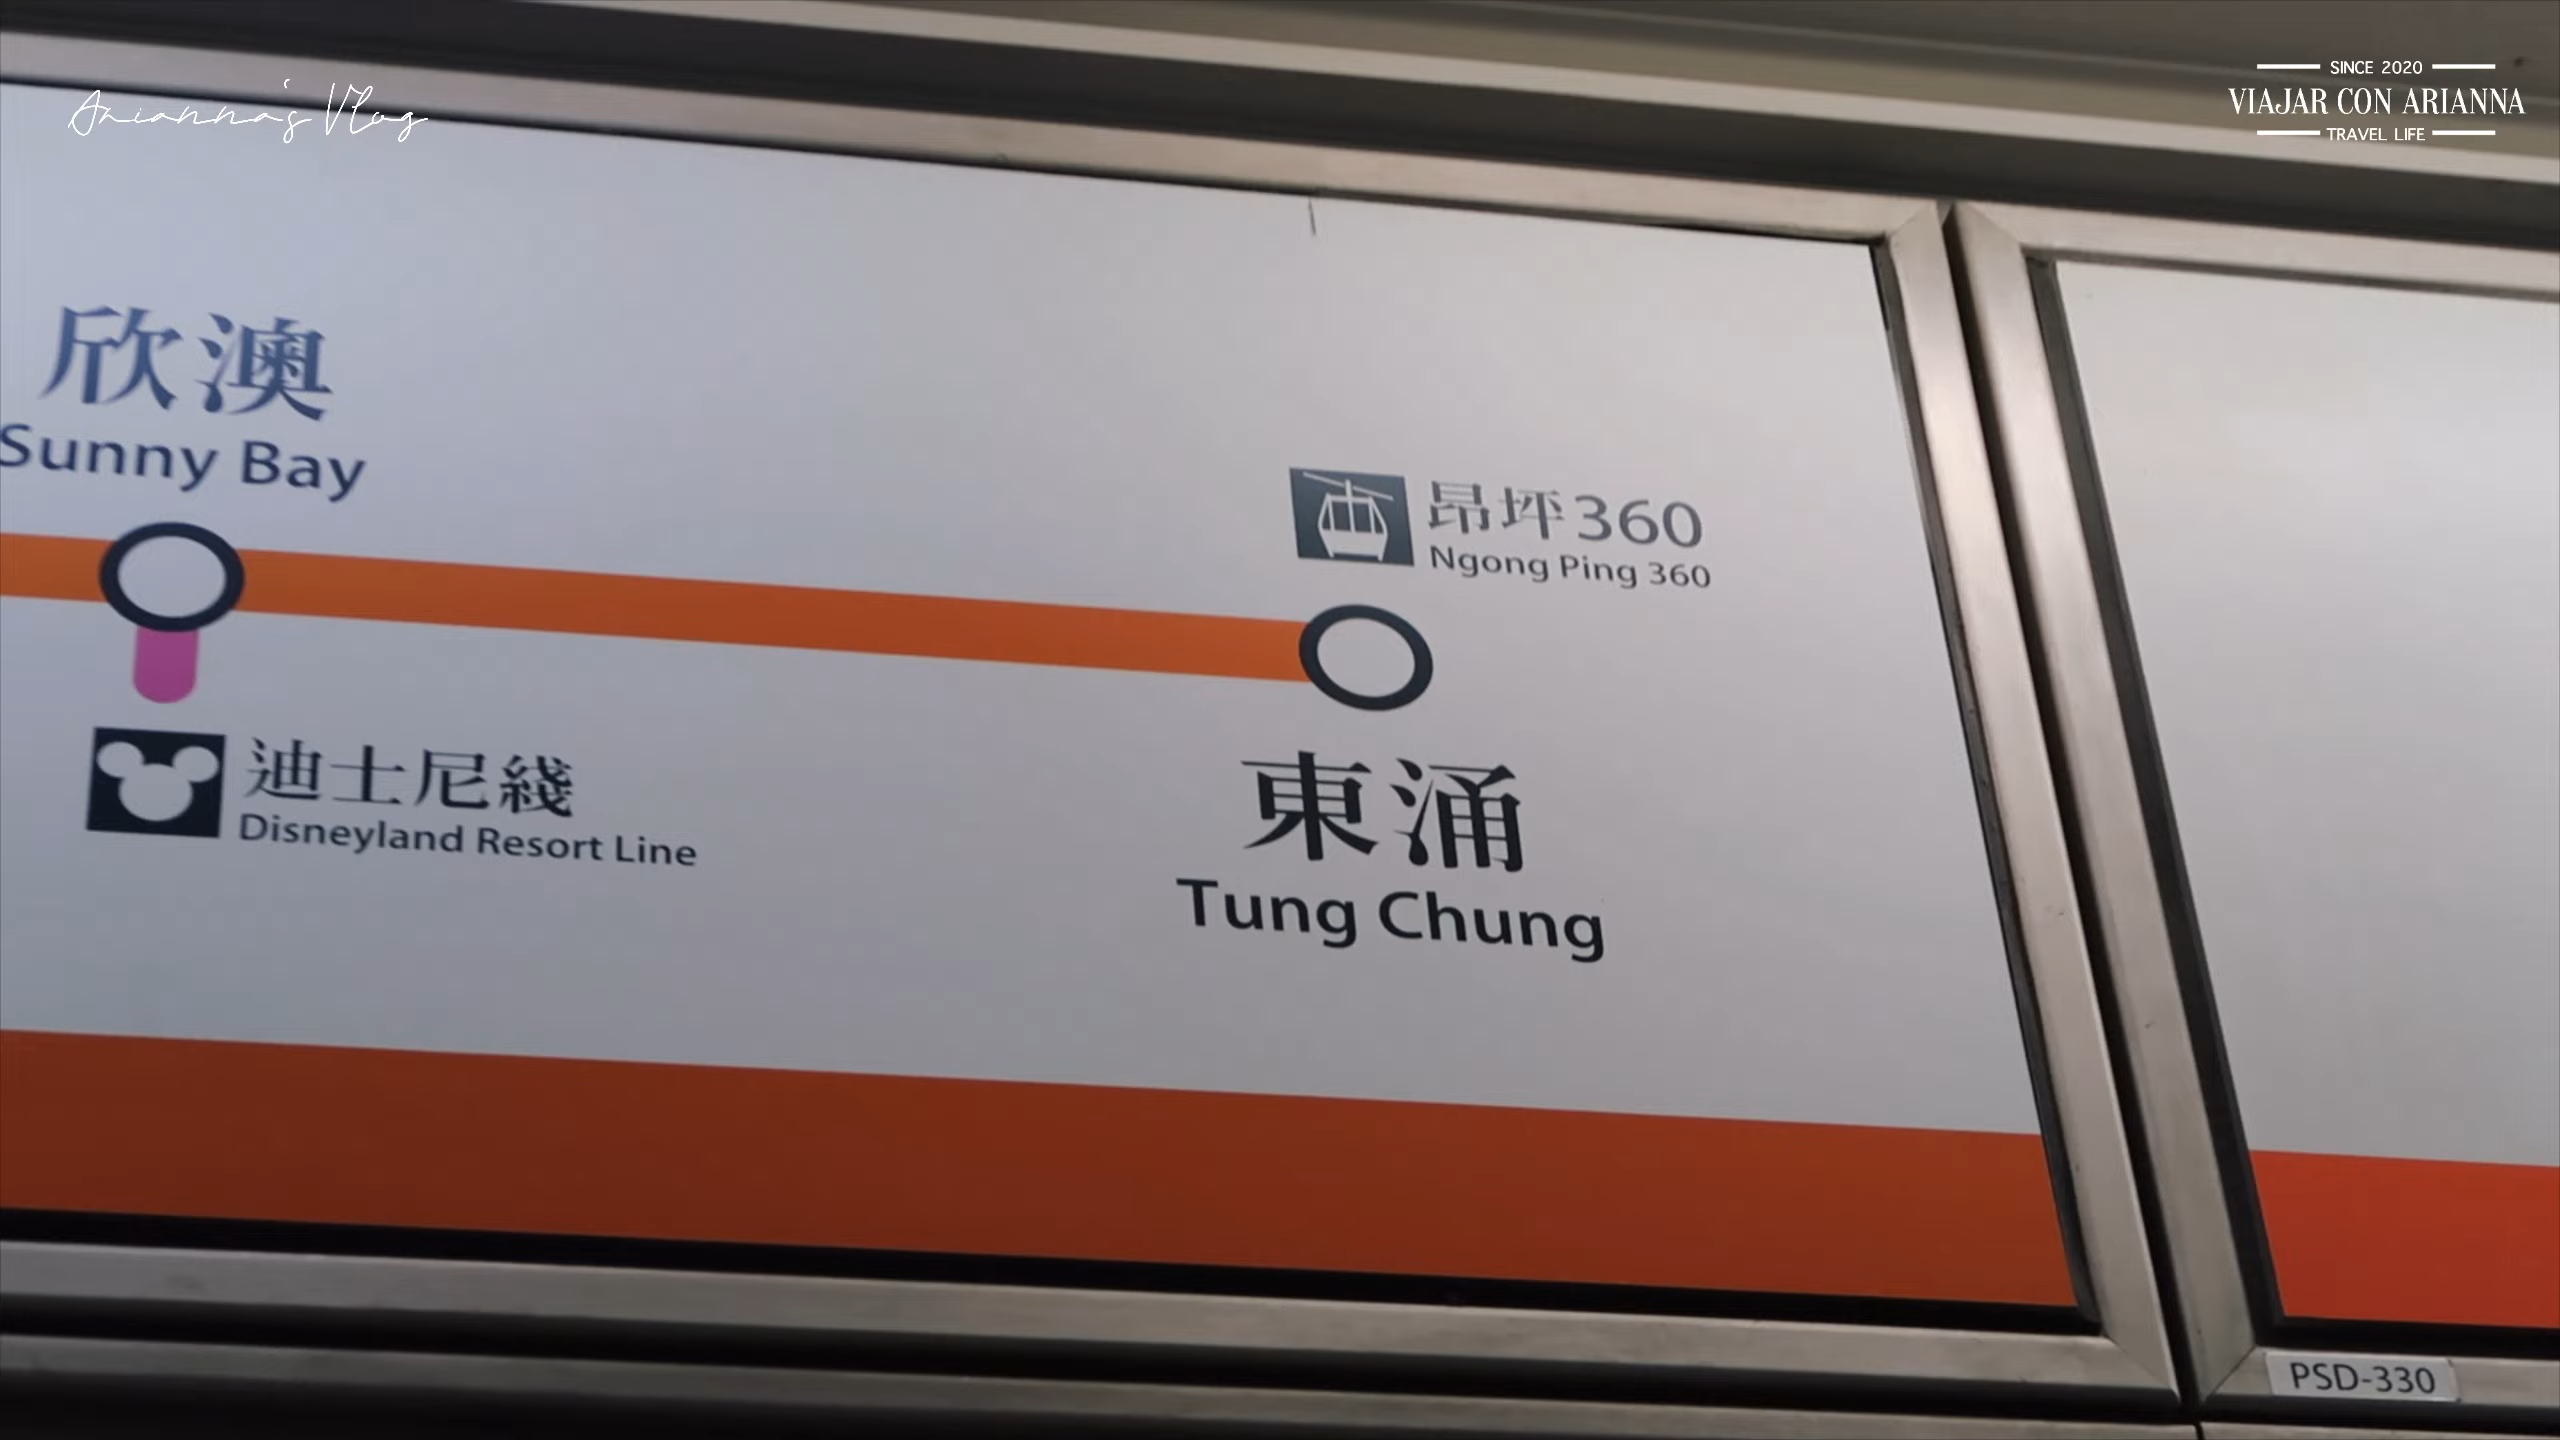 Arianna's Vlog
SINCE 2020
VIAJAR CON ARIANNA
TRAVEL LIFE
欣澳
Sunny Bay
昂坪360
Ngong Ping 360
迪士尼綫
Disneyland Resort Line
東涌
Tung Chung
PSD-330